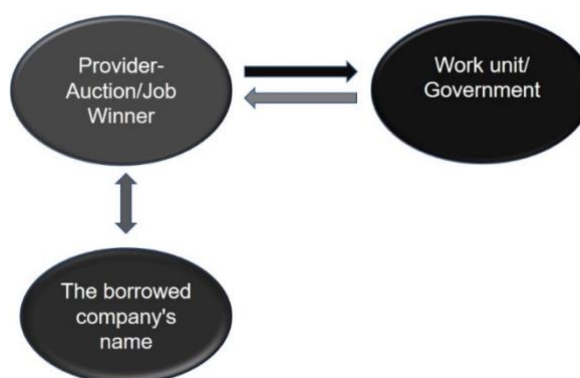 Provider-
Auction/Job
Winner
Work unit/
Government
The borrowed
company's
name